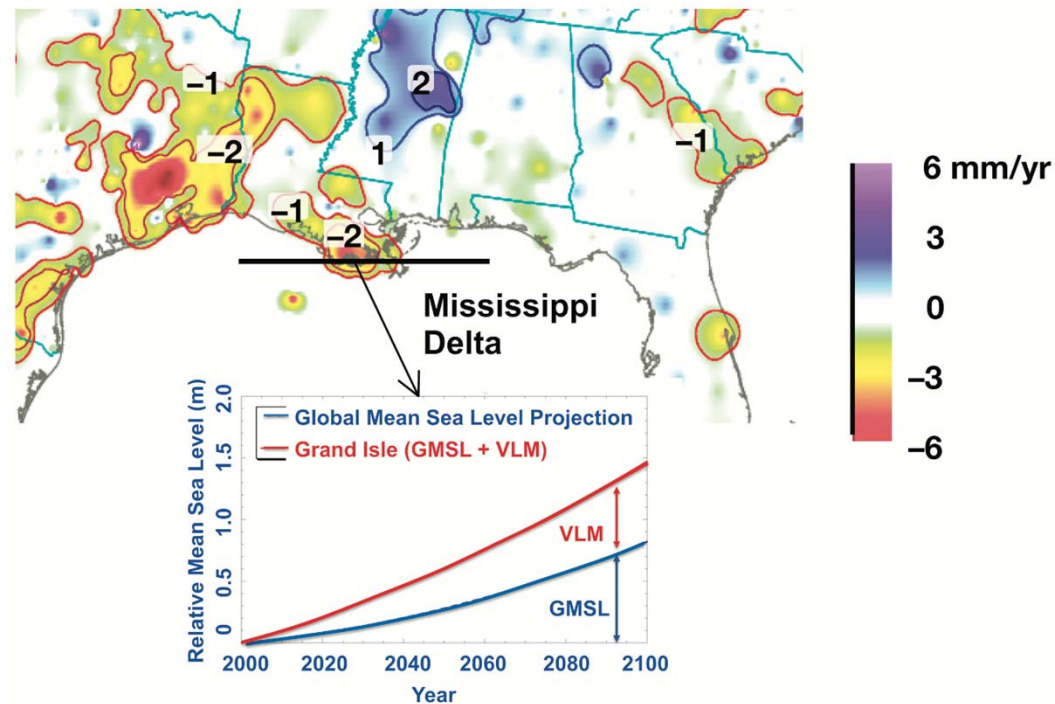 –1
2
–2
1
–1
–1
–2
6 mm/yr
3
0
–3
–6
Mississippi
Delta
2.0
1.5
1.0
0.5
0
Relative Mean Sea Level (m)
Global Mean Sea Level Projection
Grand Isle (GMSL + VLM)
VLM
GMSL
2000 2020 2040 2060 2080 2100
Year